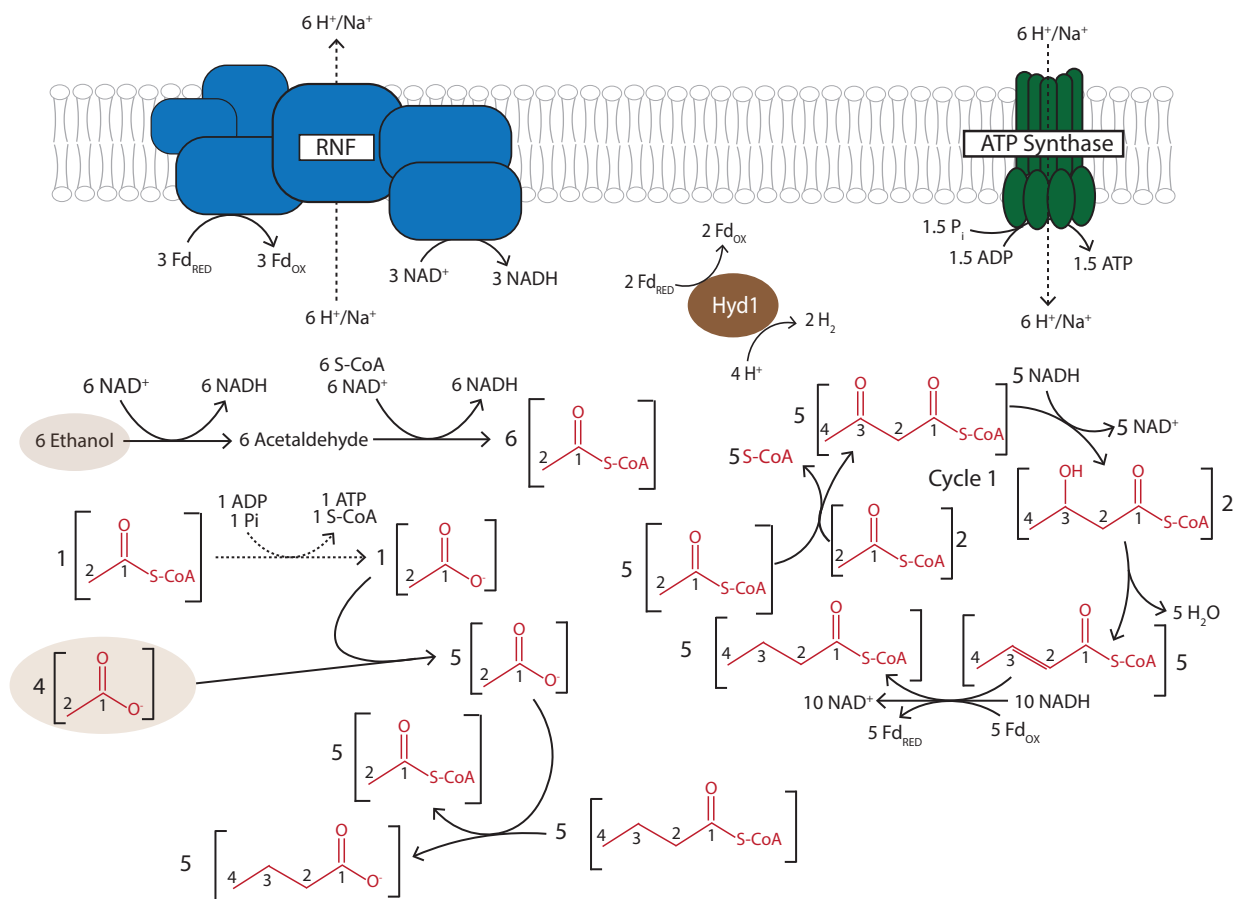 6 H⁺/Na⁺
6 H⁺/Na⁺
RNF
ATP Synthase
3 Fd_RED
3 Fd_OX
3 NAD⁺
3 NADH
6 H⁺/Na⁺
2 Fd_OX
2 Fd_RED
Hyd1
2 H₂
4 H⁺
1.5 P_i
1.5 ADP
1.5 ATP
6 H⁺/Na⁺
6 NAD⁺
6 NADH
6 S-CoA
6 NAD⁺
6 NADH
6 Ethanol
6 Acetaldehyde
6
O
2
1
S-CoA
1
O
2
1
S-CoA
1 ADP
1 Pi
1 ATP
1 S-CoA
1
O
2
1
O⁻
4
O
2
1
O⁻
5
O
2
1
O⁻
5
O
2
1
S-CoA
5
O
4
3
2
1
S-CoA
5
O
4
3
2
1
O⁻
5
O
O
4
3
2
1
S-CoA
5 NADH
5 NAD⁺
5 S-CoA
Cycle 1
5
O
2
1
S-CoA
O
2
1
S-CoA
2
OH
O
4
3
2
1
S-CoA
2
5 H₂O
O
4
3
2
1
S-CoA
5
10 NADH
10 NAD⁺
5 Fd_OX
5 Fd_RED
5
O
4
3
2
1
S-CoA